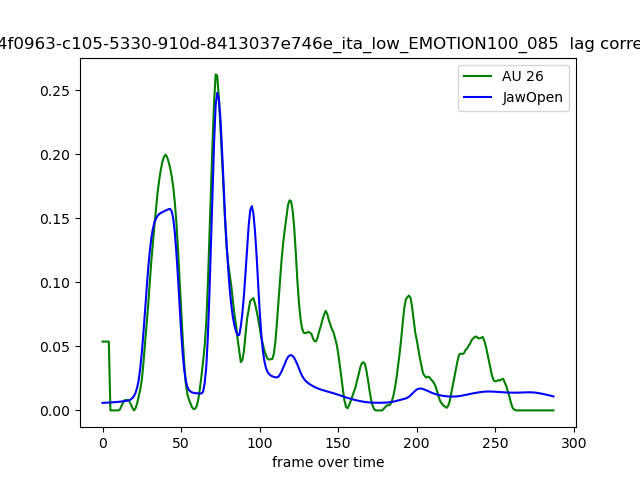 4f0963-c105-5330-910d-8413037e746e_ita_low_EMOTION100_085 lag corre
AU 26
JawOpen
0.25
0.20
0.15
0.10
0.05
0.00
0 50 100 150 200 250 300
frame over time